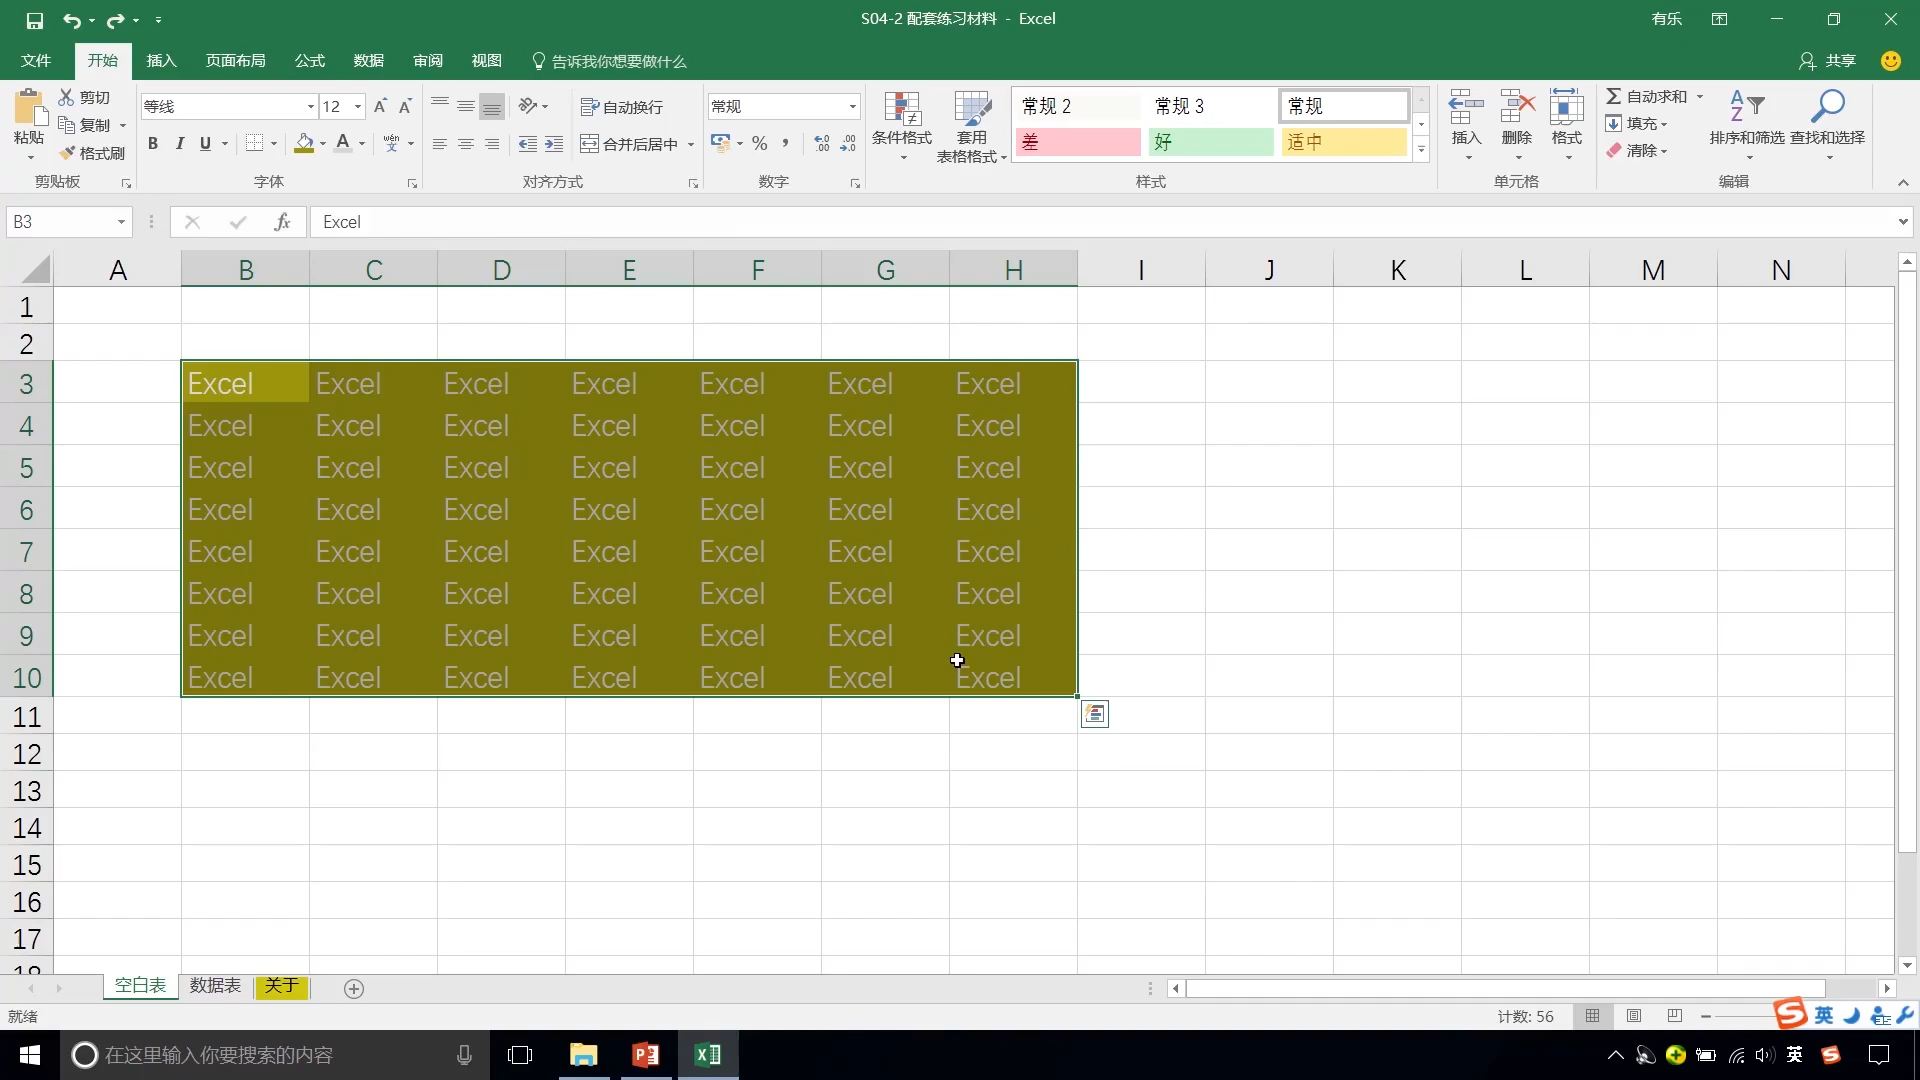 S04-2 配套练习材料 - Excel
有乐
文件 开始 插入 页面布局 公式 数据 审阅 视图 告诉我你想要做什么 共享
粘贴 剪切 复制 格式刷 剪贴板
等线 12 B I U A wén 文 字体
自动换行 合并后居中 对齐方式
常规 % , 数字
条件格式 套用 表格格式
常规 2 常规 3 常规
差 好 适中
样式
插入 删除 格式 单元格
自动求和 填充 清除 排序和筛选 查找和选择 编辑
B3 fx Excel
A B C D E F G H I J K L M N
1
2
3 Excel Excel Excel Excel Excel Excel Excel
4 Excel Excel Excel Excel Excel Excel Excel
5 Excel Excel Excel Excel Excel Excel Excel
6 Excel Excel Excel Excel Excel Excel Excel
7 Excel Excel Excel Excel Excel Excel Excel
8 Excel Excel Excel Excel Excel Excel Excel
9 Excel Excel Excel Excel Excel Excel Excel
10 Excel Excel Excel Excel Excel Excel Excel
11
12
13
14
15
16
17
18
空白表 数据表 关于
就绪 计数: 56 英
在这里输入你要搜索的内容 英